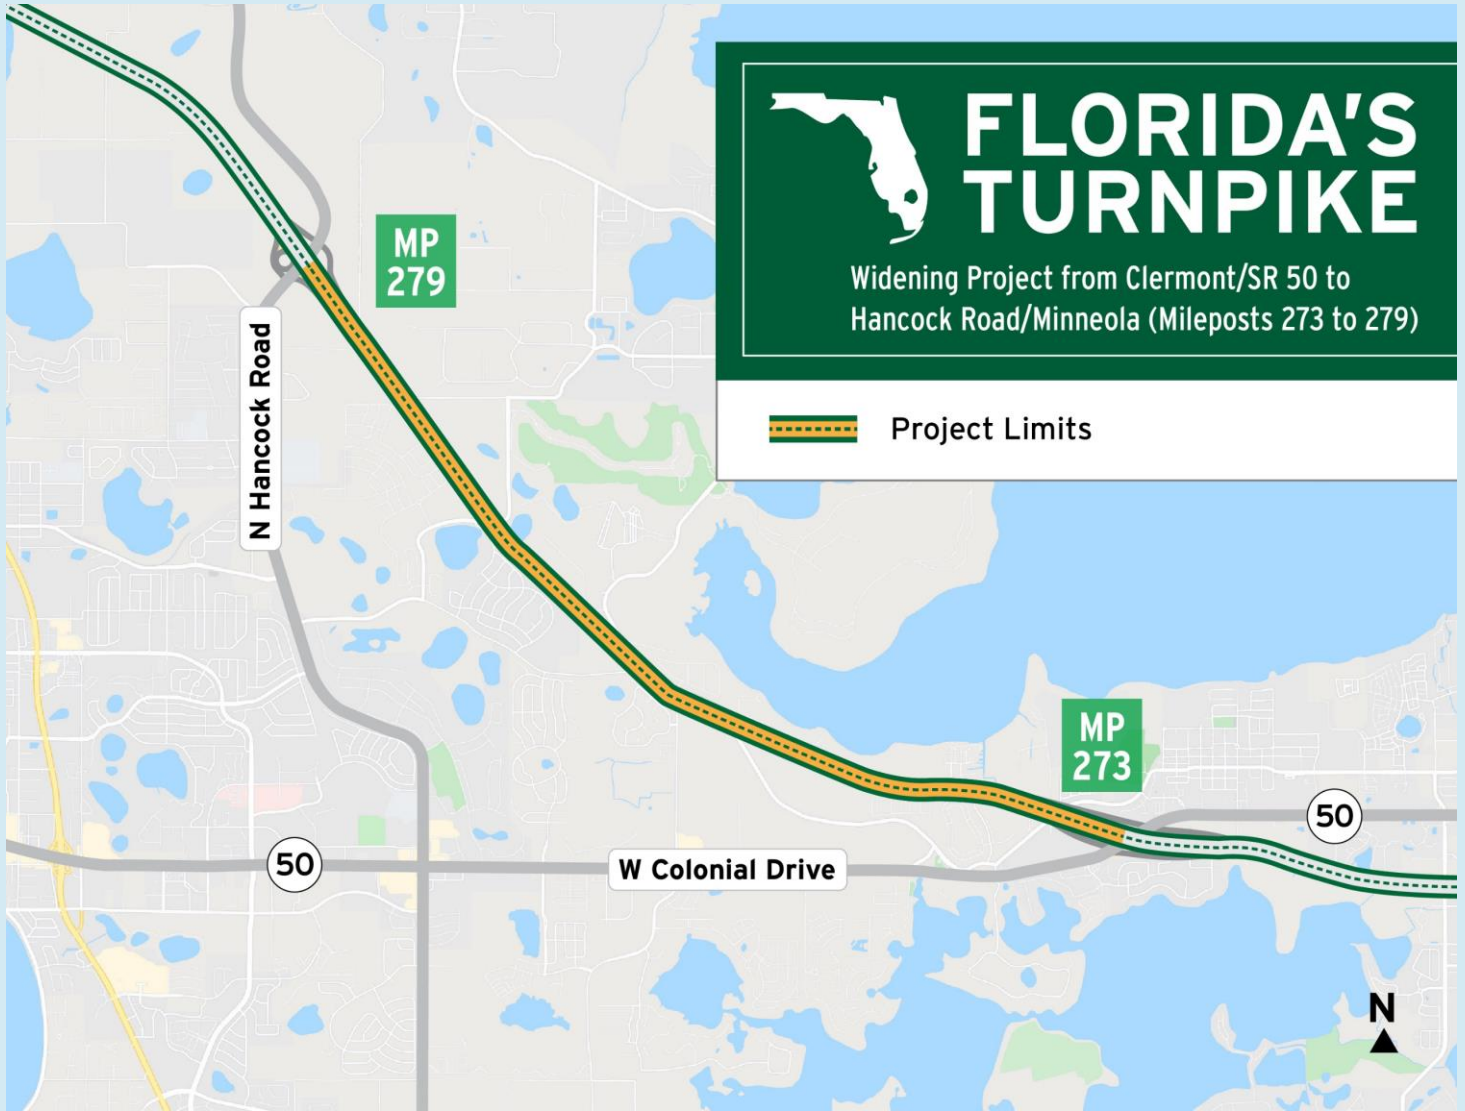 FLORIDA'S
TURNPIKE
Widening Project from Clermont/SR 50 to
Hancock Road/Minneola (Mileposts 273 to 279)
Project Limits
MP
279
N Hancock Road
MP
273
50
50
W Colonial Drive
N